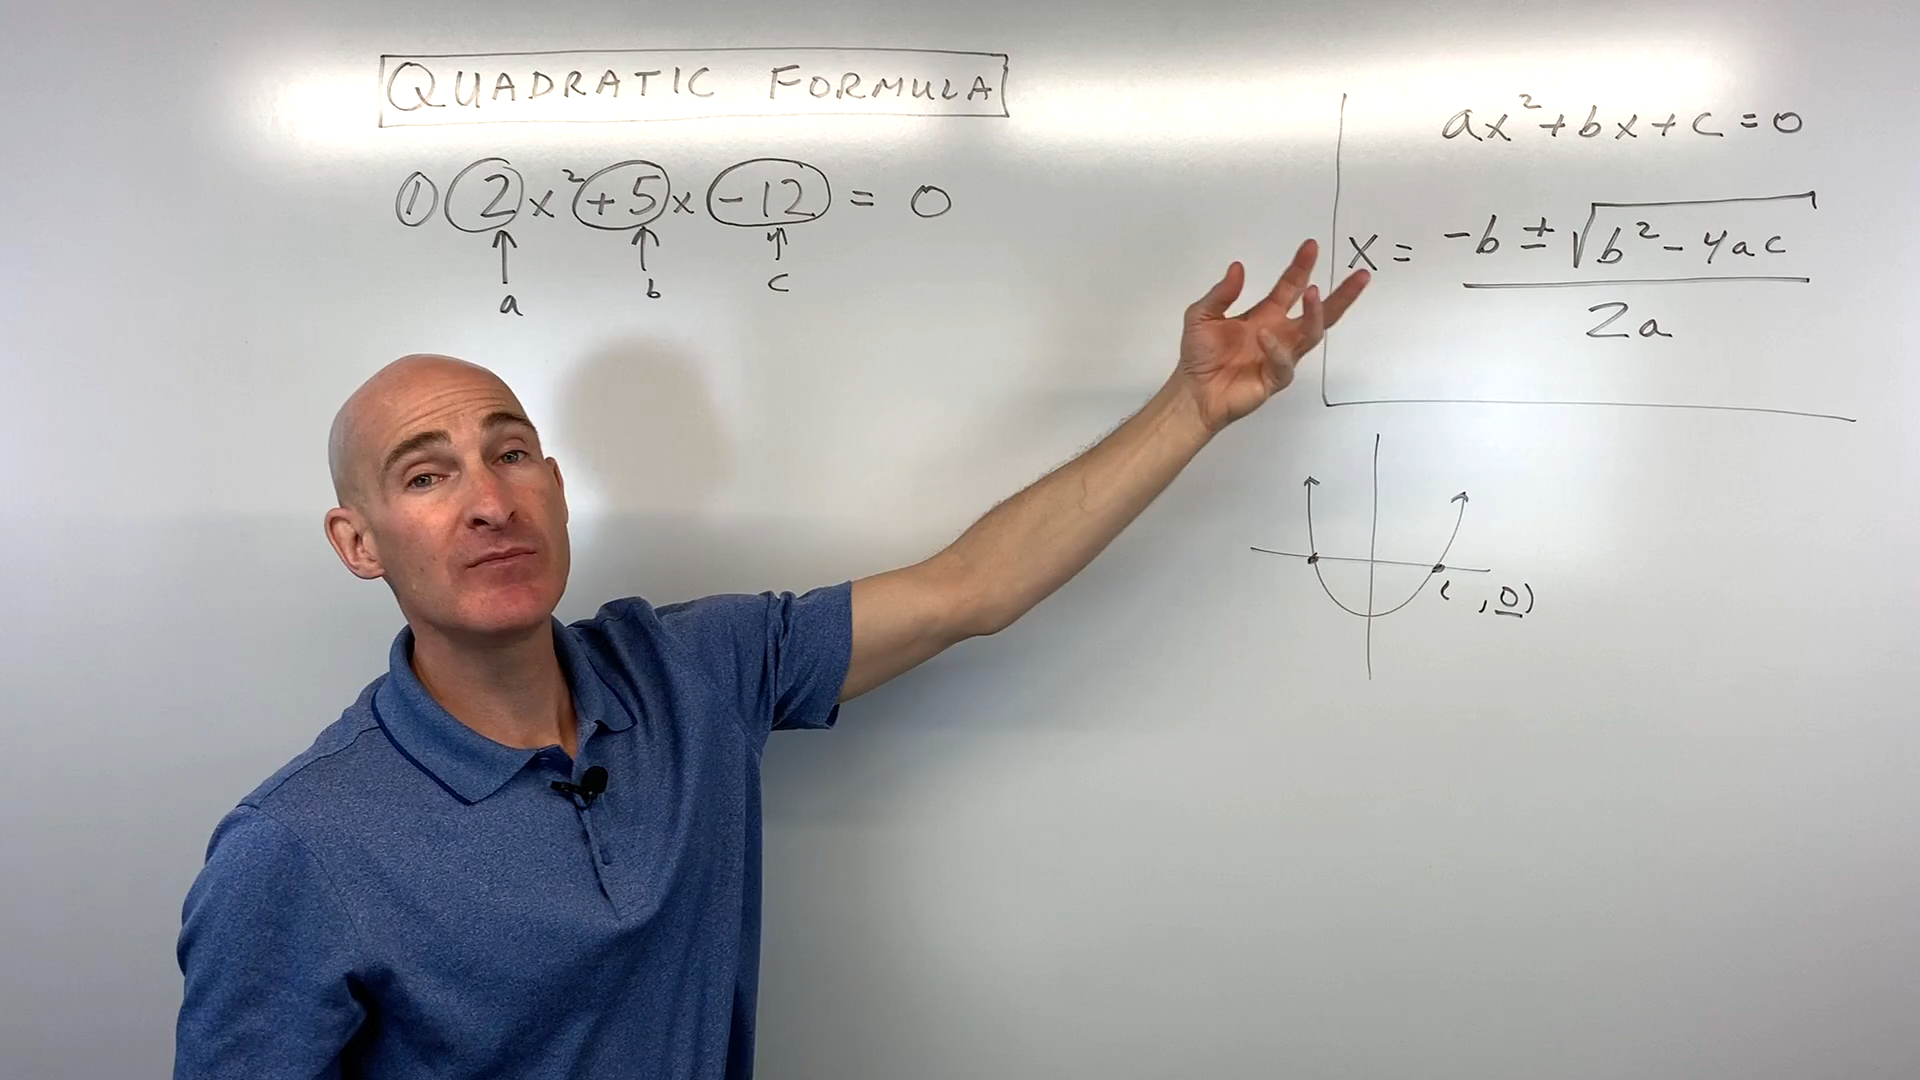 QUADRATIC FORMULA
① 2x²+5x-12 = 0
a b c
ax²+bx+c=0
x = -b ± √b²-4ac
2a
( ,0)